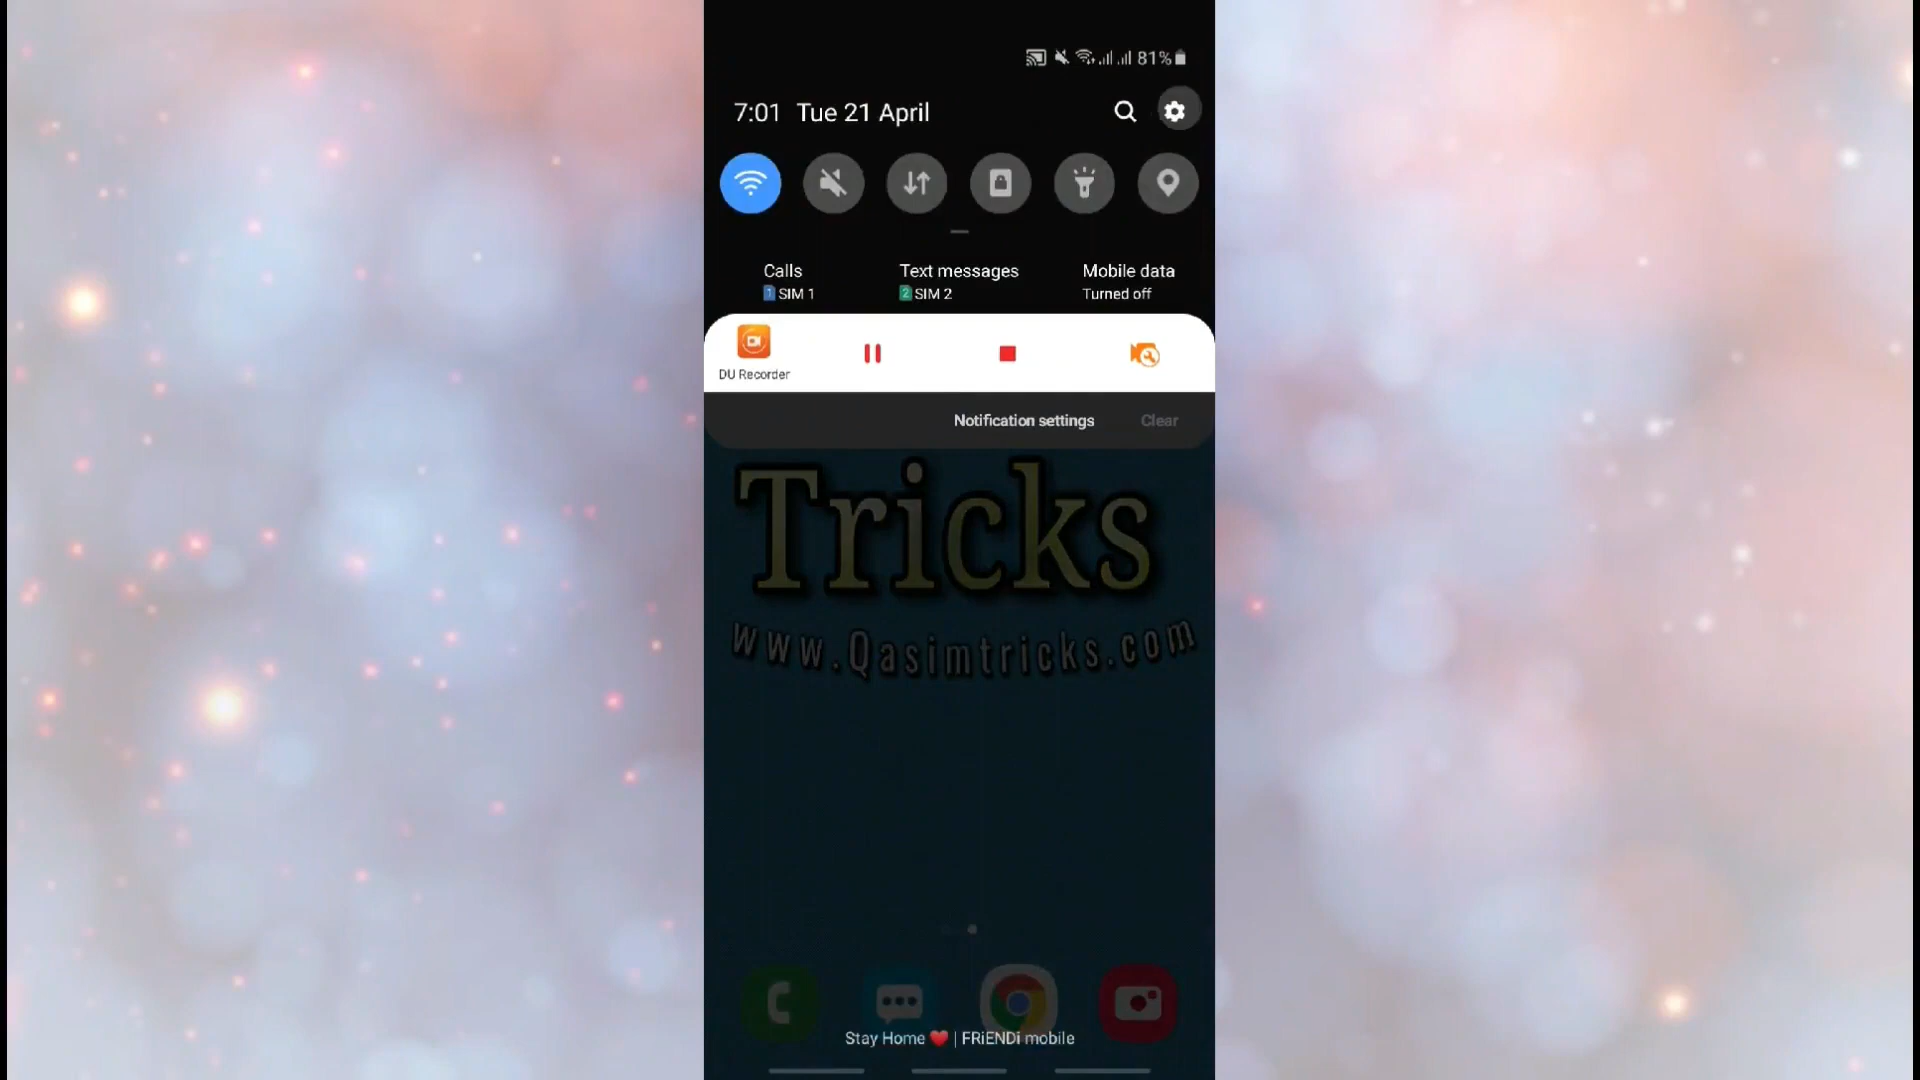 81%
7:01 Tue 21 April
Calls Text messages Mobile data
1 SIM 1 2 SIM 2 Turned off
DU Recorder
Notification settings Clear
Tricks
www.Qasimtricks.com
Stay Home ❤️ | FRiENDi mobile